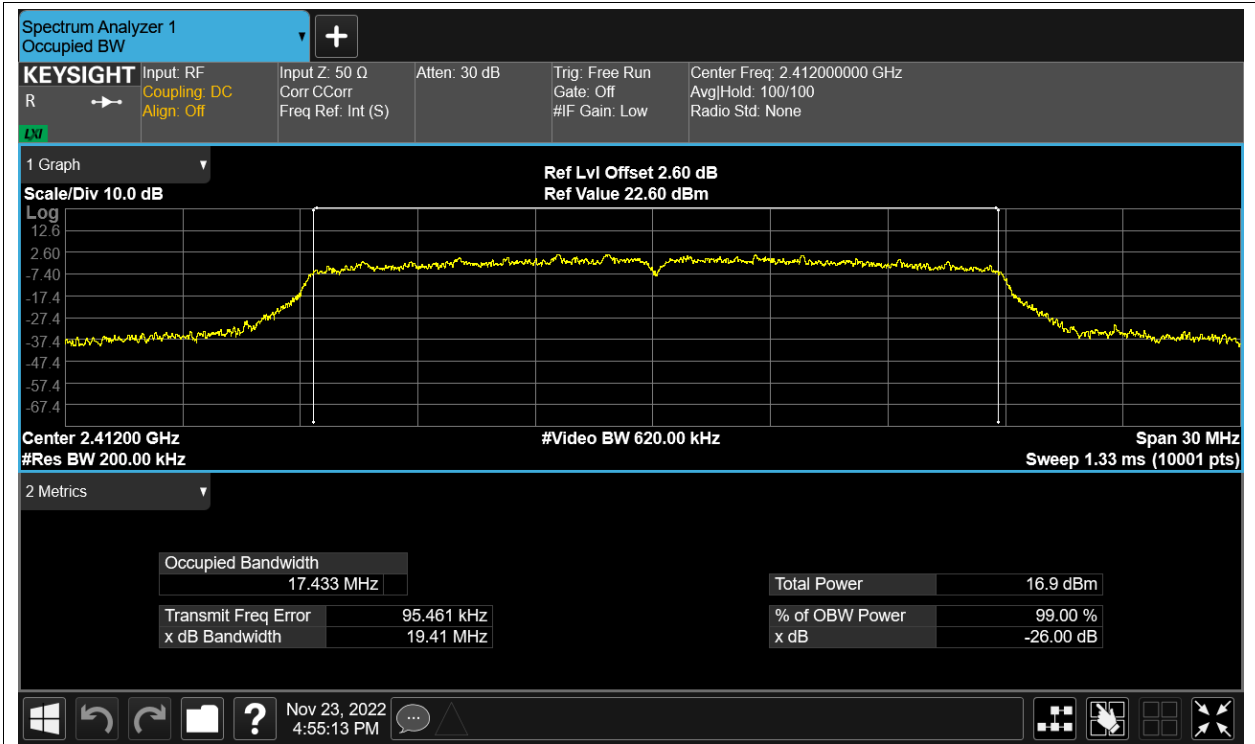 Spectrum Analyzer 1
Occupied BW
+
KEYSIGHT
R
LXI
Input: RF
Coupling: DC
Align: Off
Input Z: 50 Ω
Corr CCorr
Freq Ref: Int (S)
Atten: 30 dB
Trig: Free Run
Gate: Off
#IF Gain: Low
Center Freq: 2.412000000 GHz
Avg|Hold: 100/100
Radio Std: None
1 Graph
Scale/Div 10.0 dB
Ref Lvl Offset 2.60 dB
Ref Value 22.60 dBm
Log
12.6
2.60
-7.40
-17.4
-27.4
-37.4
-47.4
-57.4
-67.4
Center 2.41200 GHz
#Res BW 200.00 kHz
#Video BW 620.00 kHz
Span 30 MHz
Sweep 1.33 ms (10001 pts)
2 Metrics
Occupied Bandwidth
17.433 MHz
Transmit Freq Error 95.461 kHz
x dB Bandwidth 19.41 MHz
Total Power 16.9 dBm
% of OBW Power 99.00 %
x dB -26.00 dB
?
Nov 23, 2022
4:55:13 PM